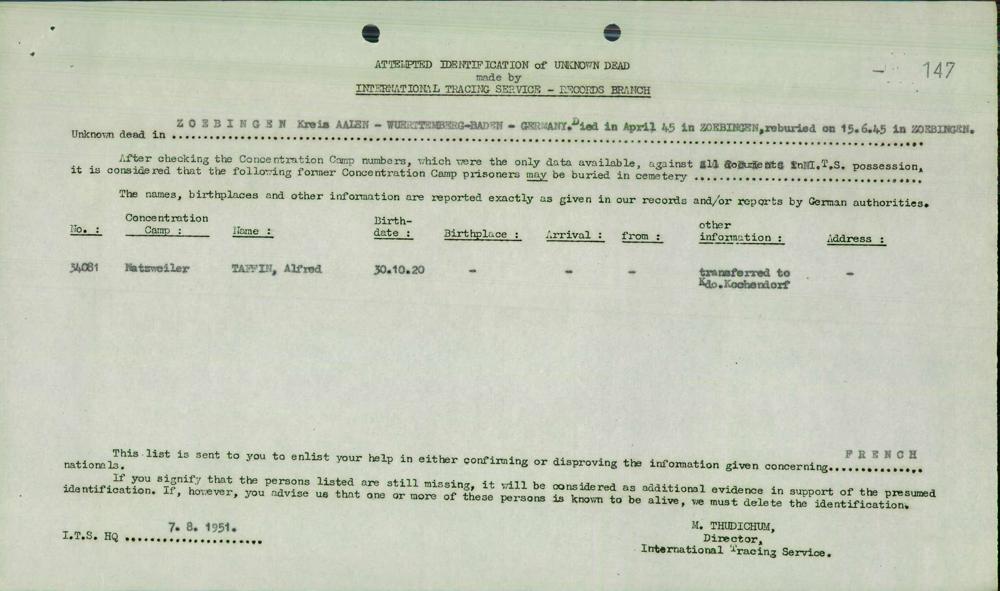 147
ATTEMPTED IDENTIFICATION of UNKNOWN DEAD
made by
INTERNATIONAL TRACING SERVICE - RECORDS BRANCH
Unknown dead in Z O E B I N G E N Kreis AALEN - WUERTTEMBERG-BADEN - GERMANY. Died in April 45 in ZOEBINGEN, reburied on 15.6.45 in ZOEBINGEN.
After checking the Concentration Camp numbers, which were the only data available, against all documents in I.T.S. possession,
it is considered that the following former Concentration Camp prisoners may be buried in cemetery ........................................
The names, birthplaces and other information are reported exactly as given in our records and/or reports by German authorities.
No. : Concentration Camp : Name : Birth-date : Birthplace : Arrival : from : other information : Address :
34081 Natzweiler TAFFIN, Alfred 30.10.20 - - - transferred to -
Kdo.Kochendorf
This list is sent to you to enlist your help in either confirming or disproving the information given concerning.. F R E N C H
nationals.
If you signify that the persons listed are still missing, it will be considered as additional evidence in support of the presumed
identification. If, however, you advise us that one or more of these persons is known to be alive, we must delete the identification.
I.T.S. HQ 7. 8. 1951.
M. THUDICHUM,
Director,
International Tracing Service.